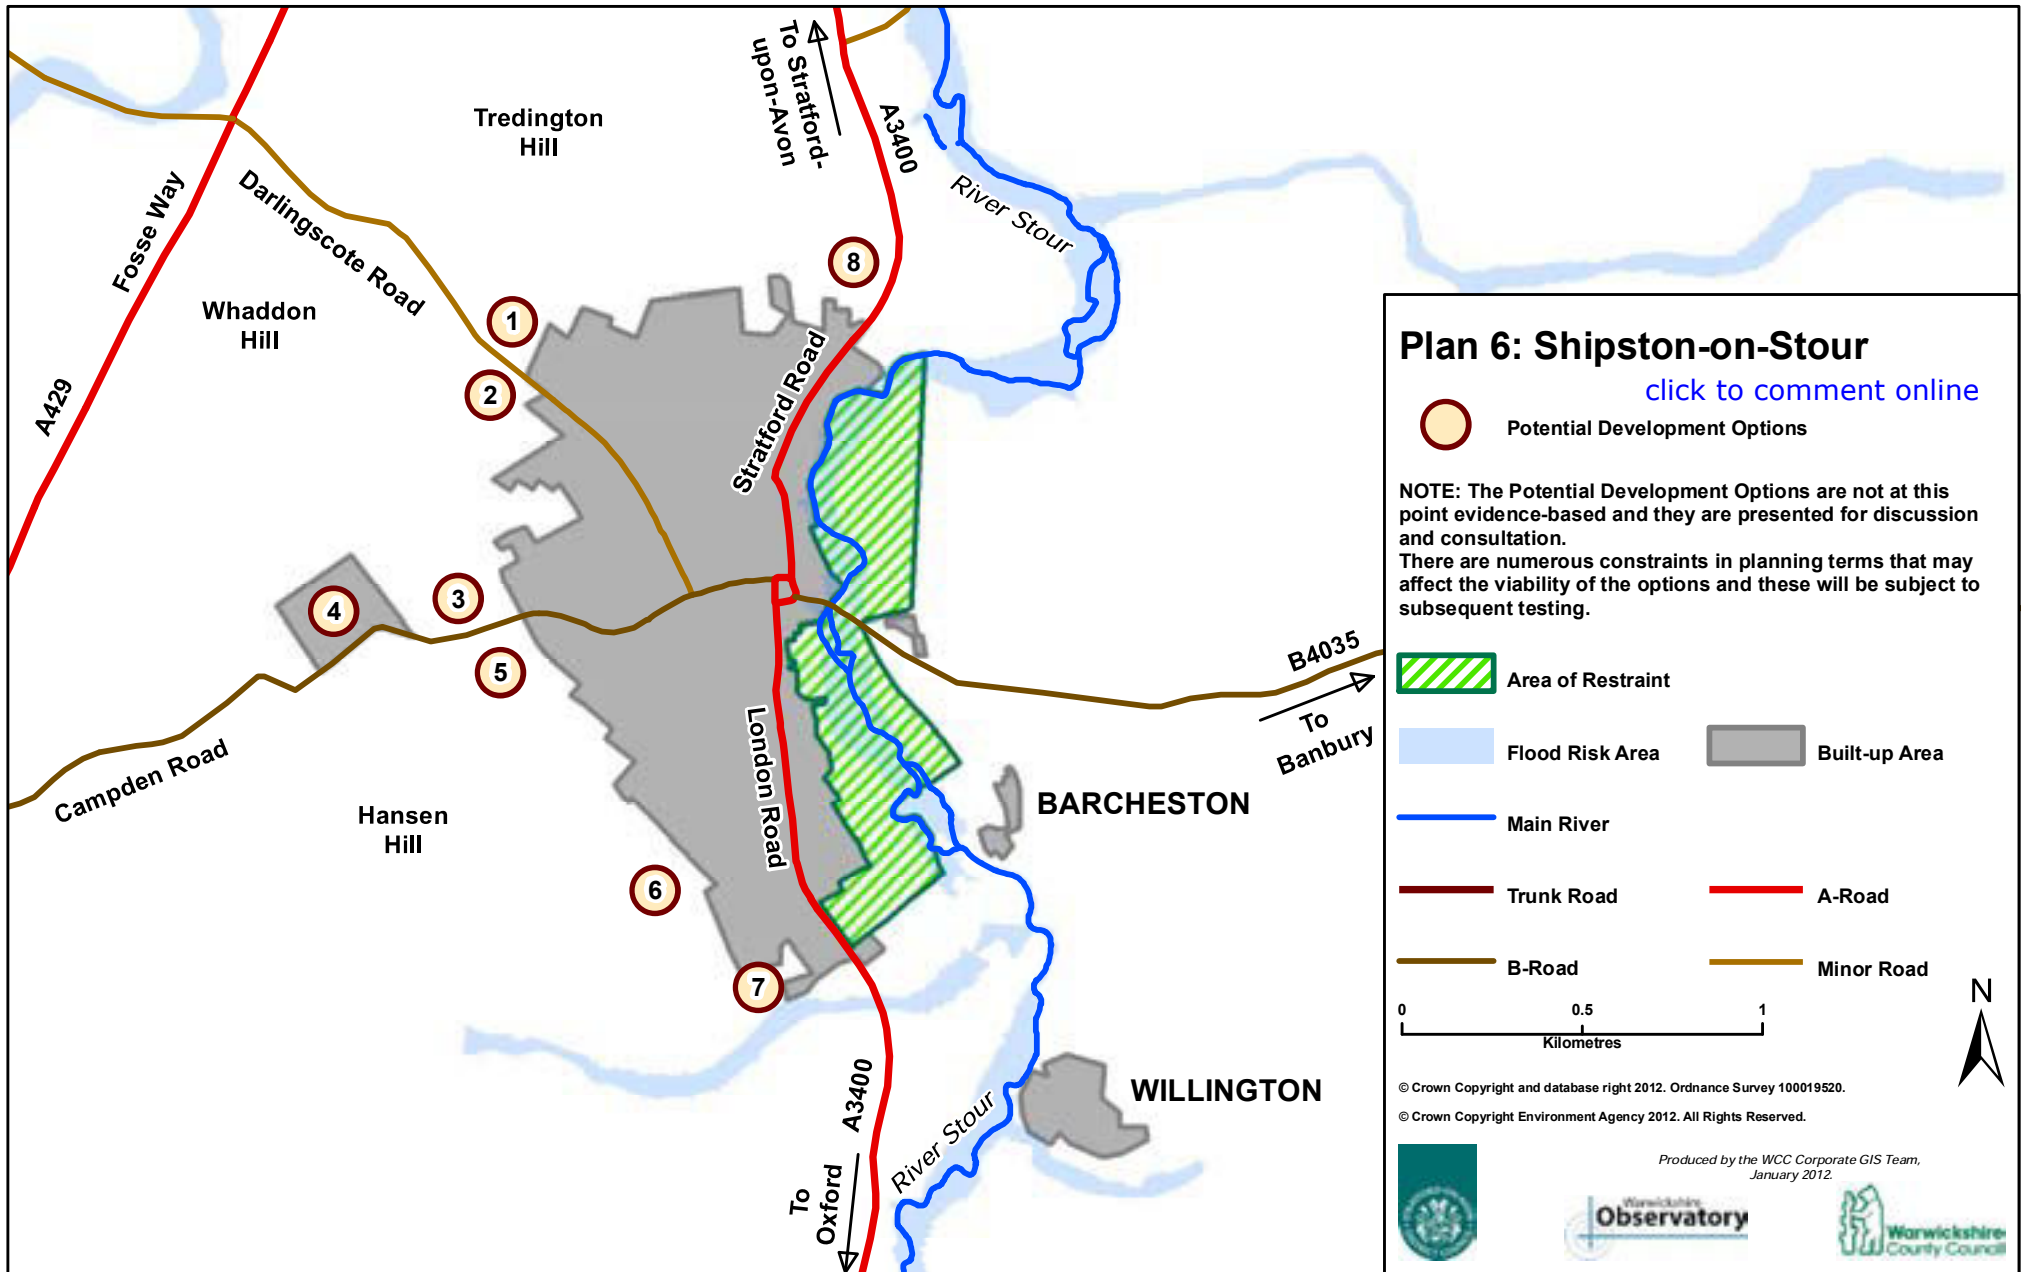 To Stratford-
upon-Avon
A3400
Tredington
Hill
River Stour
Fosse Way
Darlingscote Road
Whaddon
Hill
A429
8
1
2
Stratford Road
3
4
5
B4035
To
Banbury
London Road
Campden Road
Hansen
Hill
BARCHESTON
6
7
A3400
WILLINGTON
River Stour
To
Oxford
Plan 6: Shipston-on-Stour
click to comment online
Potential Development Options
NOTE: The Potential Development Options are not at this
point evidence-based and they are presented for discussion
and consultation.
There are numerous constraints in planning terms that may
affect the viability of the options and these will be subject to
subsequent testing.
Area of Restraint
Flood Risk Area
Built-up Area
Main River
Trunk Road
A-Road
B-Road
Minor Road
N
0 0.5 1
Kilometres
© Crown Copyright and database right 2012. Ordnance Survey 100019520.
© Crown Copyright Environment Agency 2012. All Rights Reserved.
Produced by the WCC Corporate GIS Team,
January 2012.
Warwickshire
Observatory
Warwickshire
County Council